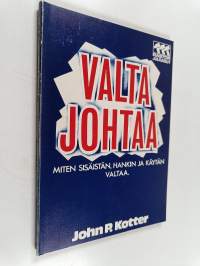 VALTA
JOHTAA
MITEN SISÄISTÄN, HANKIN JA KÄYTÄN
VALTAA.
John P. Kotter